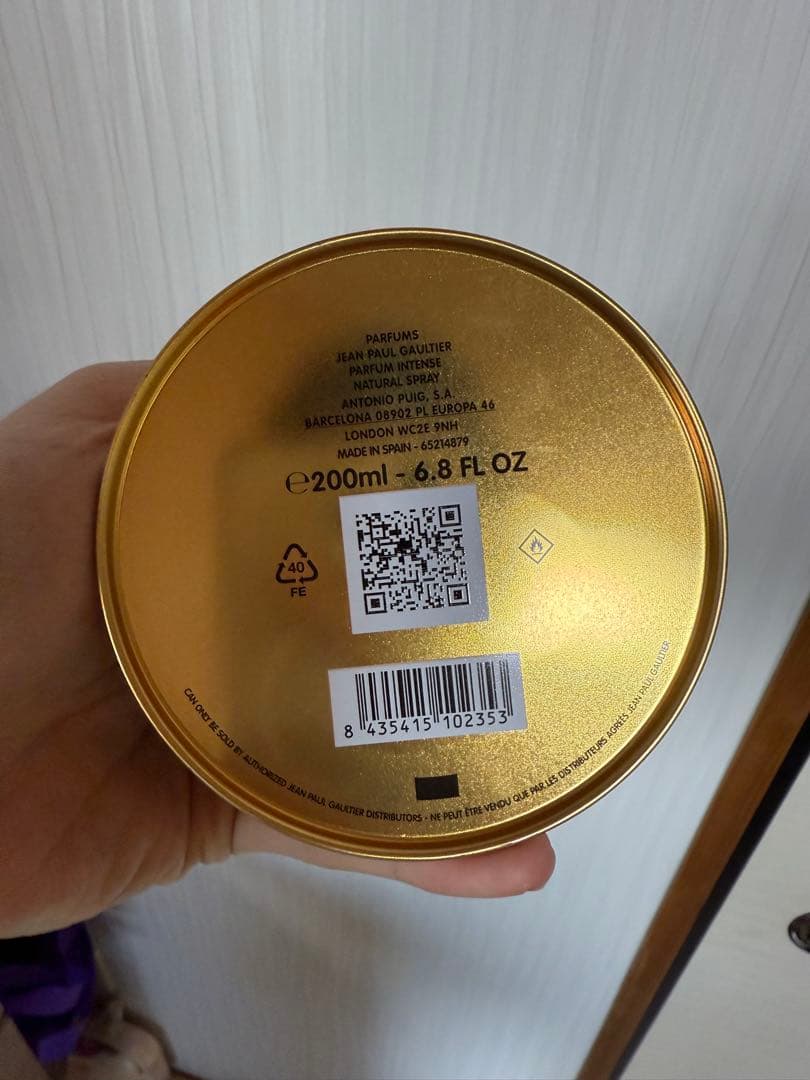 PARFUMS
JEAN PAUL GAULTIER
PARFUM INTENSE
NATURAL SPRAY
ANTONIO PUIG, S.A.
BARCELONA 08902 PL EUROPA 46
LONDON WC2E 9NH
MADE IN SPAIN - 65214879
℮200ml - 6.8 FL OZ
40
FE
8 435415 102353
CAN ONLY BE SOLD BY AUTHORIZED JEAN PAUL GAULTIER DISTRIBUTORS - NE PEUT ÊTRE VENDU QUE PAR LES DISTRIBUTEURS AGRÉÉS JEAN PAUL GAULTIER